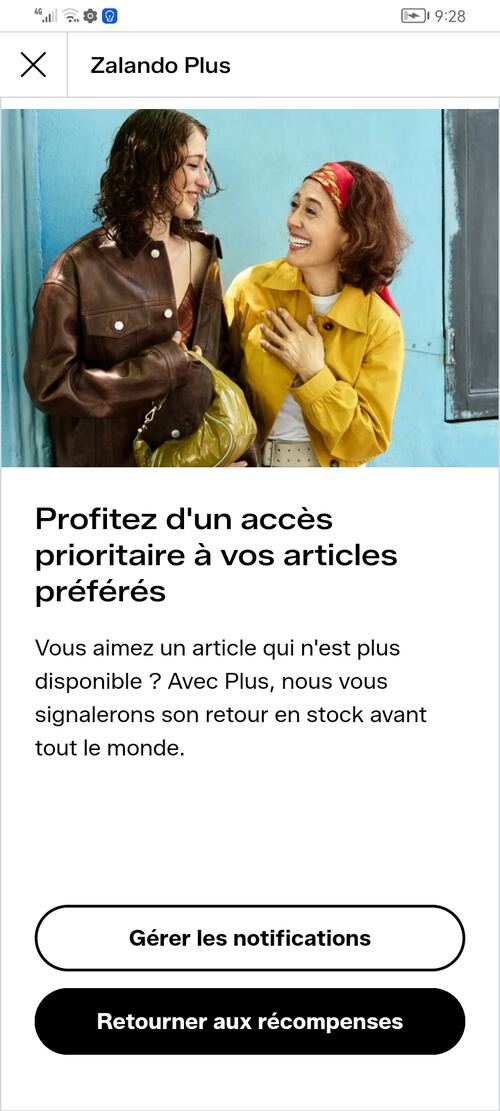 4G 9:28
Zalando Plus
Profitez d'un accès
prioritaire à vos articles
préférés
Vous aimez un article qui n'est plus
disponible ? Avec Plus, nous vous
signalerons son retour en stock avant
tout le monde.
Gérer les notifications
Retourner aux récompenses